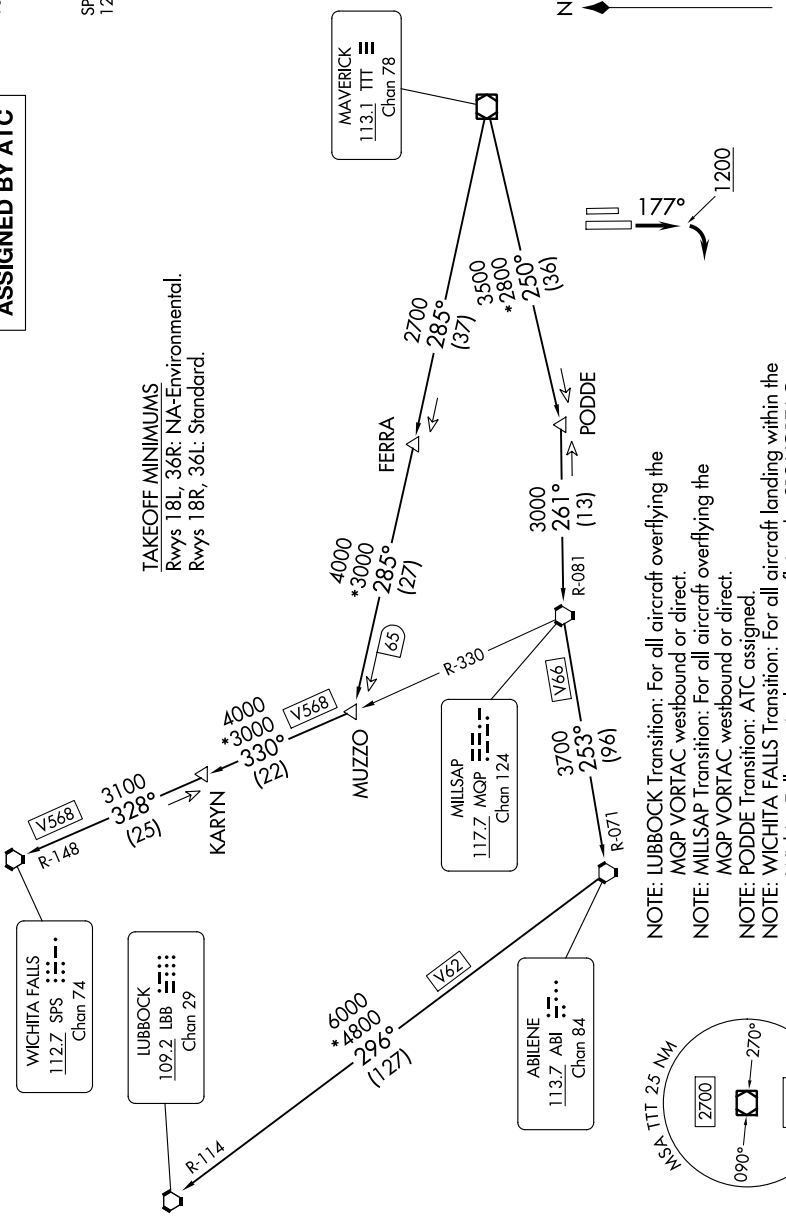 ASSIGNED BY ATC
SP
12
N
TAKEOFF MINIMUMS
Rwys 18L, 36R: NA-Environmental.
Rwys 18R, 36L: Standard.
WICHITA FALLS
112.7 SPS
Chan 74
LUBBOCK
109.2 LBB
Chan 29
MAVERICK
113.1 TTT
Chan 78
MILLSAP
117.7 MQP
Chan 124
ABILENE
113.7 ABI
Chan 84
R-148
V568
3100
328°
(25)
KARYN
4000
*3000
330°
(22)
V568
MUZZO
65
R-330
4000
*3000
285°
(27)
FERRA
2700
285°
(37)
3500
*2800
250°
(36)
PODDE
3000
261°
(13)
R-081
V66
3700
253°
(96)
R-071
V62
6000
*4800
296°
(127)
R-114
177°
1200
MSA TTT 25 NM
2700
090°
270°
NOTE: LUBBOCK Transition: For all aircraft overflying the
MQP VORTAC westbound or direct.
NOTE: MILLSAP Transition: For all aircraft overflying the
MQP VORTAC westbound or direct.
NOTE: PODDE Transition: ATC assigned.
NOTE: WICHITA FALLS Transition: For all aircraft landing within the